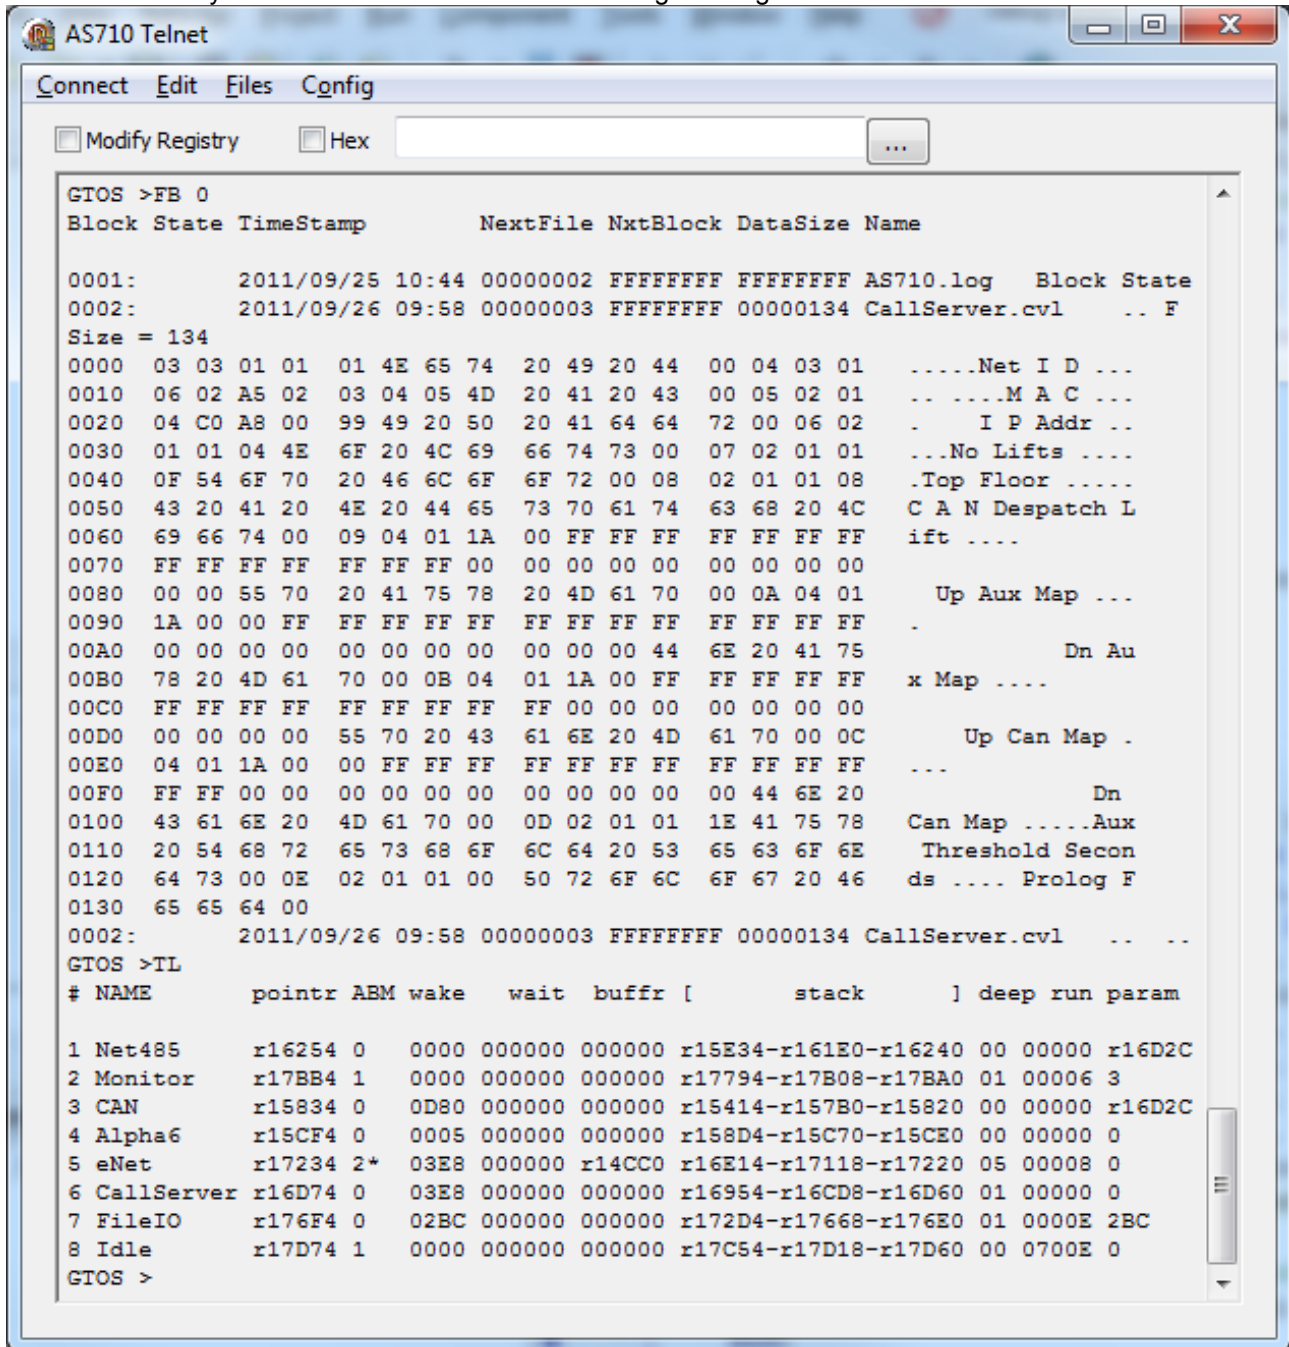 AS710 Telnet
Connect Edit Files Config
Modify Registry Hex ...
GTOS >FB 0
Block State TimeStamp NextFile NxtBlock DataSize Name
0001: 2011/09/25 10:44 00000002 FFFFFFFF FFFFFFFF AS710.log Block State
0002: 2011/09/26 09:58 00000003 FFFFFFFF 00000134 CallServer.cvl .. F
Size = 134
0000 03 03 01 01 01 4E 65 74 20 49 20 44 00 04 03 01 .....Net I D ...
0010 06 02 A5 02 03 04 05 4D 20 41 20 43 00 05 02 01 .. ....M A C ...
0020 04 C0 A8 00 99 49 20 50 20 41 64 64 72 00 06 02 . I P Addr ..
0030 01 01 04 4E 6F 20 4C 69 66 74 73 00 07 02 01 01 ...No Lifts ....
0040 0F 54 6F 70 20 46 6C 6F 6F 72 00 08 02 01 01 08 .Top Floor .....
0050 43 20 41 20 4E 20 44 65 73 70 61 74 63 68 20 4C C A N Despatch L
0060 69 66 74 00 09 04 01 1A 00 FF FF FF FF FF FF FF ift ....
0070 FF FF FF FF FF FF FF 00 00 00 00 00 00 00 00 00
0080 00 00 55 70 20 41 75 78 20 4D 61 70 00 0A 04 01 Up Aux Map ...
0090 1A 00 00 FF FF FF FF FF FF FF FF FF FF FF FF FF .
00A0 00 00 00 00 00 00 00 00 00 00 00 44 6E 20 41 75 Dn Au
00B0 78 20 4D 61 70 00 0B 04 01 1A 00 FF FF FF FF FF x Map ....
00C0 FF FF FF FF FF FF FF FF FF 00 00 00 00 00 00 00
00D0 00 00 00 00 55 70 20 43 61 6E 20 4D 61 70 00 0C Up Can Map .
00E0 04 01 1A 00 00 FF FF FF FF FF FF FF FF FF FF FF ...
00F0 FF FF 00 00 00 00 00 00 00 00 00 00 00 44 6E 20 Dn
0100 43 61 6E 20 4D 61 70 00 0D 02 01 01 1E 41 75 78 Can Map .....Aux
0110 20 54 68 72 65 73 68 6F 6C 64 20 53 65 63 6F 6E Threshold Secon
0120 64 73 00 0E 02 01 01 00 50 72 6F 6C 6F 67 20 46 ds .... Prolog F
0130 65 65 64 00
0002: 2011/09/26 09:58 00000003 FFFFFFFF 00000134 CallServer.cvl .. ..
GTOS >TL
# NAME pointr ABM wake wait buffr [ stack ] deep run param
1 Net485 r16254 0 0000 000000 000000 r15E34-r161E0-r16240 00 00000 r16D2C
2 Monitor r17BB4 1 0000 000000 000000 r17794-r17B08-r17BA0 01 00006 3
3 CAN r15834 0 0D80 000000 000000 r15414-r157B0-r15820 00 00000 r16D2C
4 Alpha6 r15CF4 0 0005 000000 000000 r158D4-r15C70-r15CE0 00 00000 0
5 eNet r17234 2* 03E8 000000 r14CC0 r16E14-r17118-r17220 05 00008 0
6 CallServer r16D74 0 03E8 000000 000000 r16954-r16CD8-r16D60 01 00000 0
7 FileIO r176F4 0 02BC 000000 000000 r172D4-r17668-r176E0 01 0000E 2BC
8 Idle r17D74 1 0000 000000 000000 r17C54-r17D18-r17D60 00 0700E 0
GTOS >